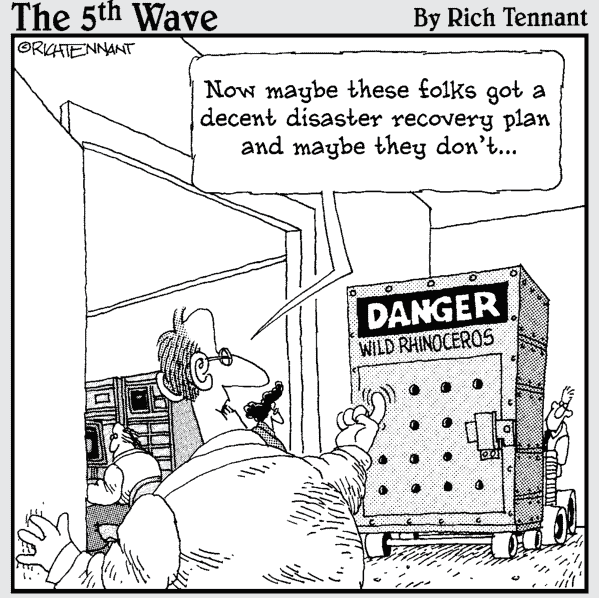 The 5th Wave
By Rich Tennant
©RICHTENNANT
Now maybe these folks got a
decent disaster recovery plan
and maybe they don't...
DANGER
WILD RHINOCEROS